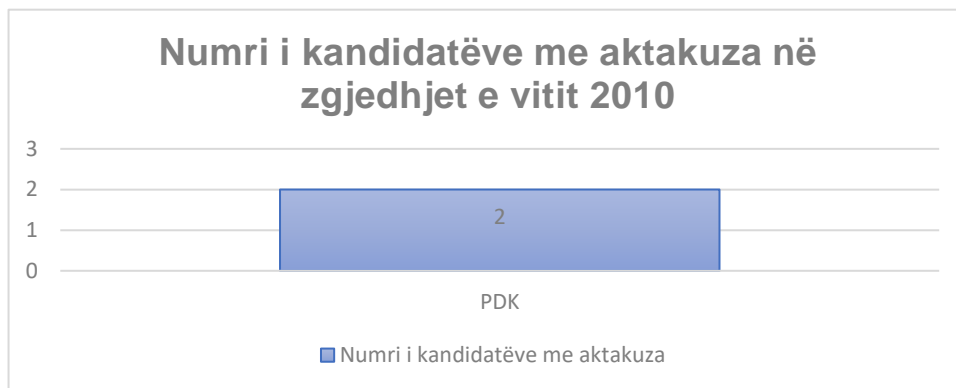 Numri i kandidatëve me aktakuza në
zgjedhjet e vitit 2010
3
2
1
0
2
PDK
Numri i kandidatëve me aktakuza